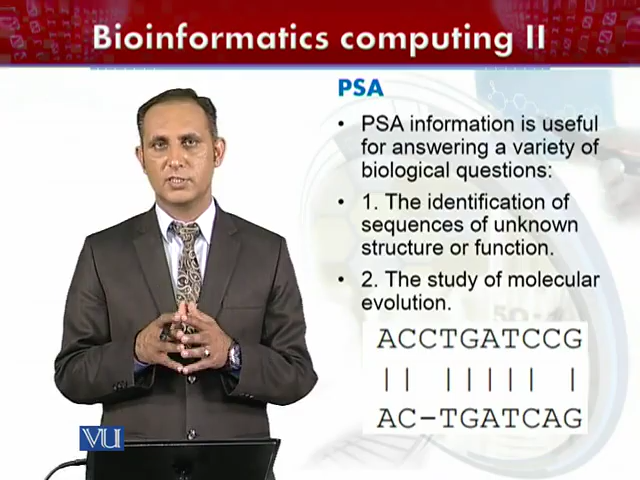 Bioinformatics computing II
PSA
• PSA information is useful
for answering a variety of
biological questions:
• 1. The identification of
sequences of unknown
structure or function.
• 2. The study of molecular
evolution.
ACCTGATCCG
|| ||||| |
AC-TGATCAG
VU